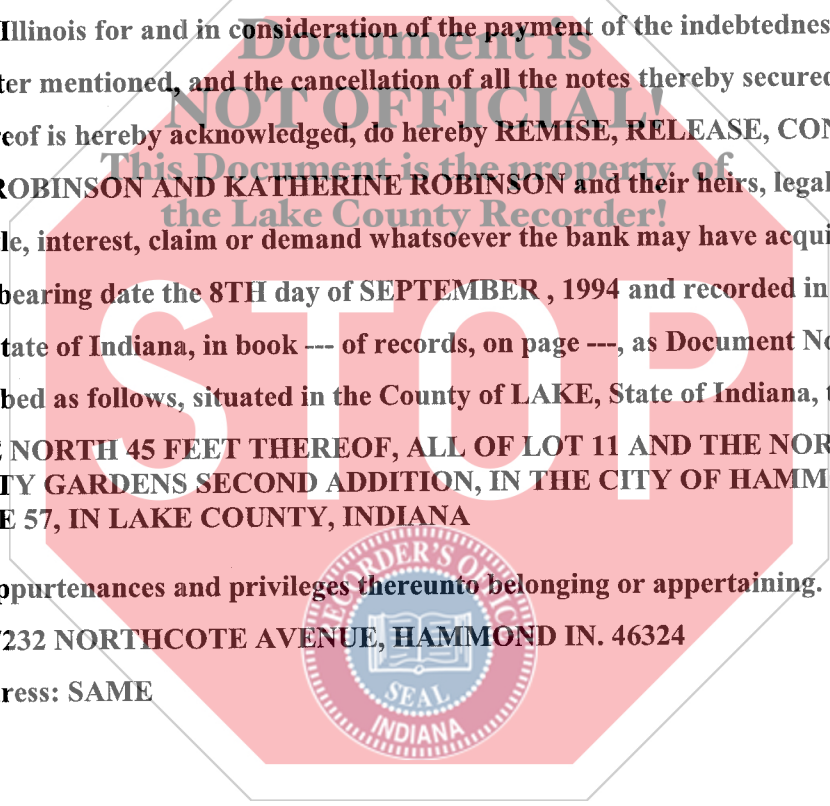 Illinois for and in consideration of the payment of the indebtednes
Document is
ter mentioned, and the cancellation of all the notes thereby secured
NOT OFFICIAL!
eof is hereby acknowledged, do hereby REMISE, RELEASE, CON
This Document is the property of
ROBINSON AND KATHERINE ROBINSON and their heirs, legal
the Lake County Recorder!
le, interest, claim or demand whatsoever the bank may have acqui
bearing date the 8TH day of SEPTEMBER , 1994 and recorded in
tate of Indiana, in book --- of records, on page ---, as Document No
bed as follows, situated in the County of LAKE, State of Indiana, t
STOP
E NORTH 45 FEET THEREOF, ALL OF LOT 11 AND THE NOR
TY GARDENS SECOND ADDITION, IN THE CITY OF HAMM
E 57, IN LAKE COUNTY, INDIANA
ppurtenances and privileges thereunto belonging or appertaining.
7232 NORTHCOTE AVENUE, HAMMOND IN. 46324
ress: SAME
RECORDER'S OFFICE
SEAL
INDIANA